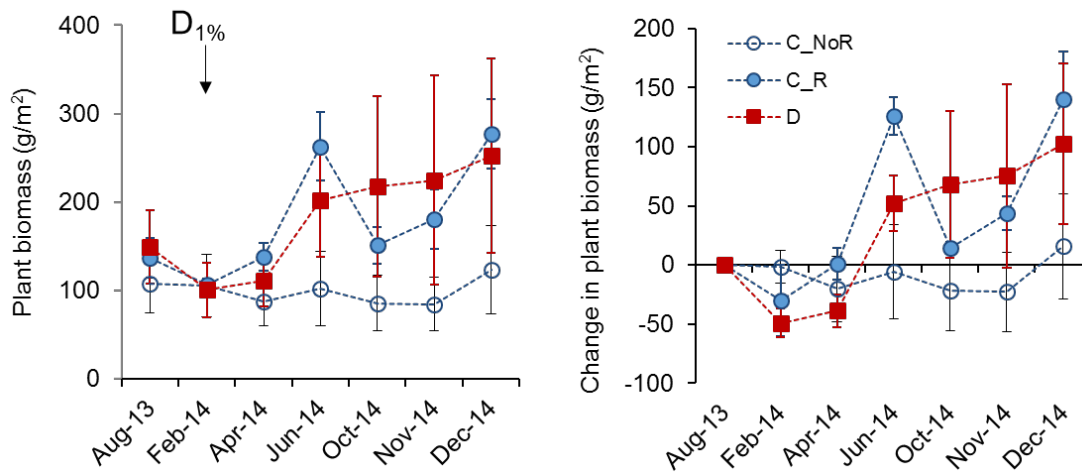 Plant biomass (g/m²)
400
300
200
100
0
D1%
Aug-13
Feb-14
Apr-14
Jun-14
Oct-14
Nov-14
Dec-14
Change in plant biomass (g/m²)
200
150
100
50
0
-50
-100
C_NoR
C_R
D
Aug-13
Feb-14
Apr-14
Jun-14
Oct-14
Nov-14
Dec-14